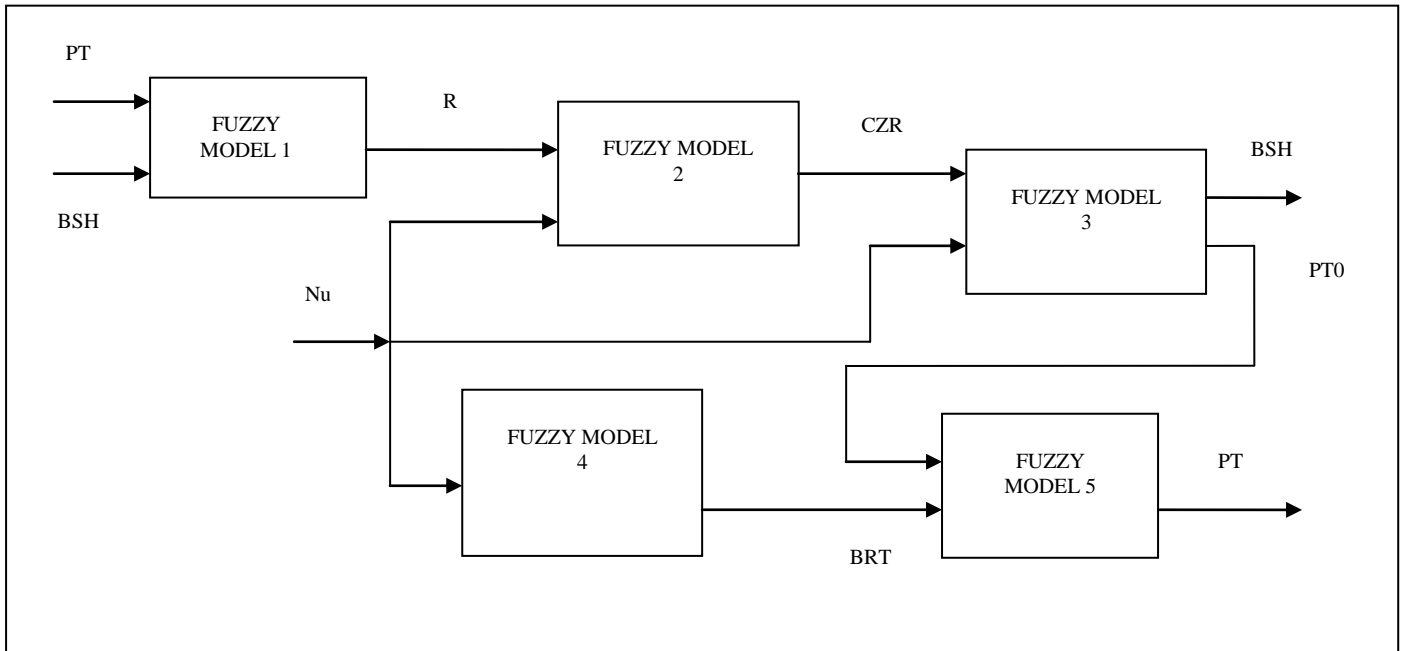 PT
R
FUZZY
MODEL 1
CZR
FUZZY MODEL
2
BSH
FUZZY MODEL
3
BSH
PT0
Nu
FUZZY MODEL
4
FUZZY
MODEL 5
PT
BRT